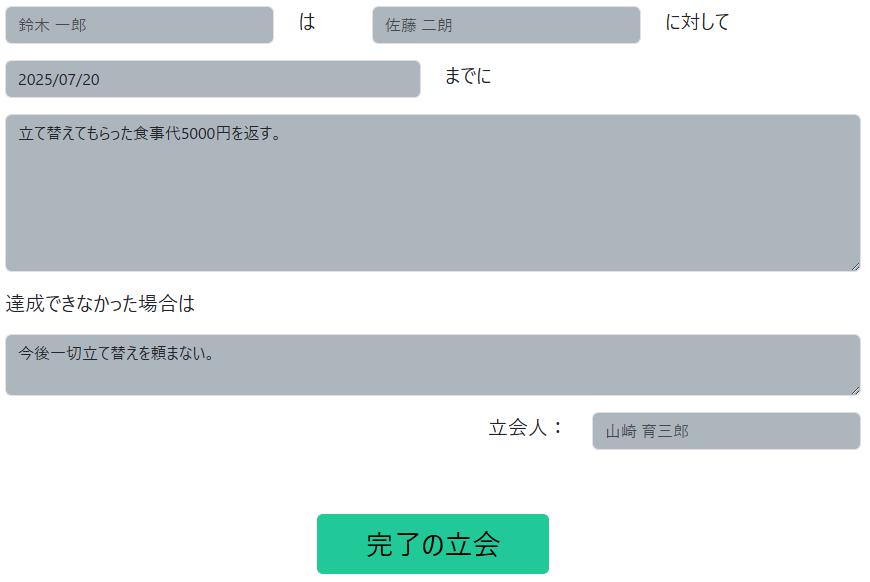 鈴木 一郎 は 佐藤 二朗 に対して
2025/07/20 までに
立て替えてもらった食事代5000円を返す。
達成できなかった場合は
今後一切立て替えを頼まない。
立会人： 山崎 育三郎
完了の立会